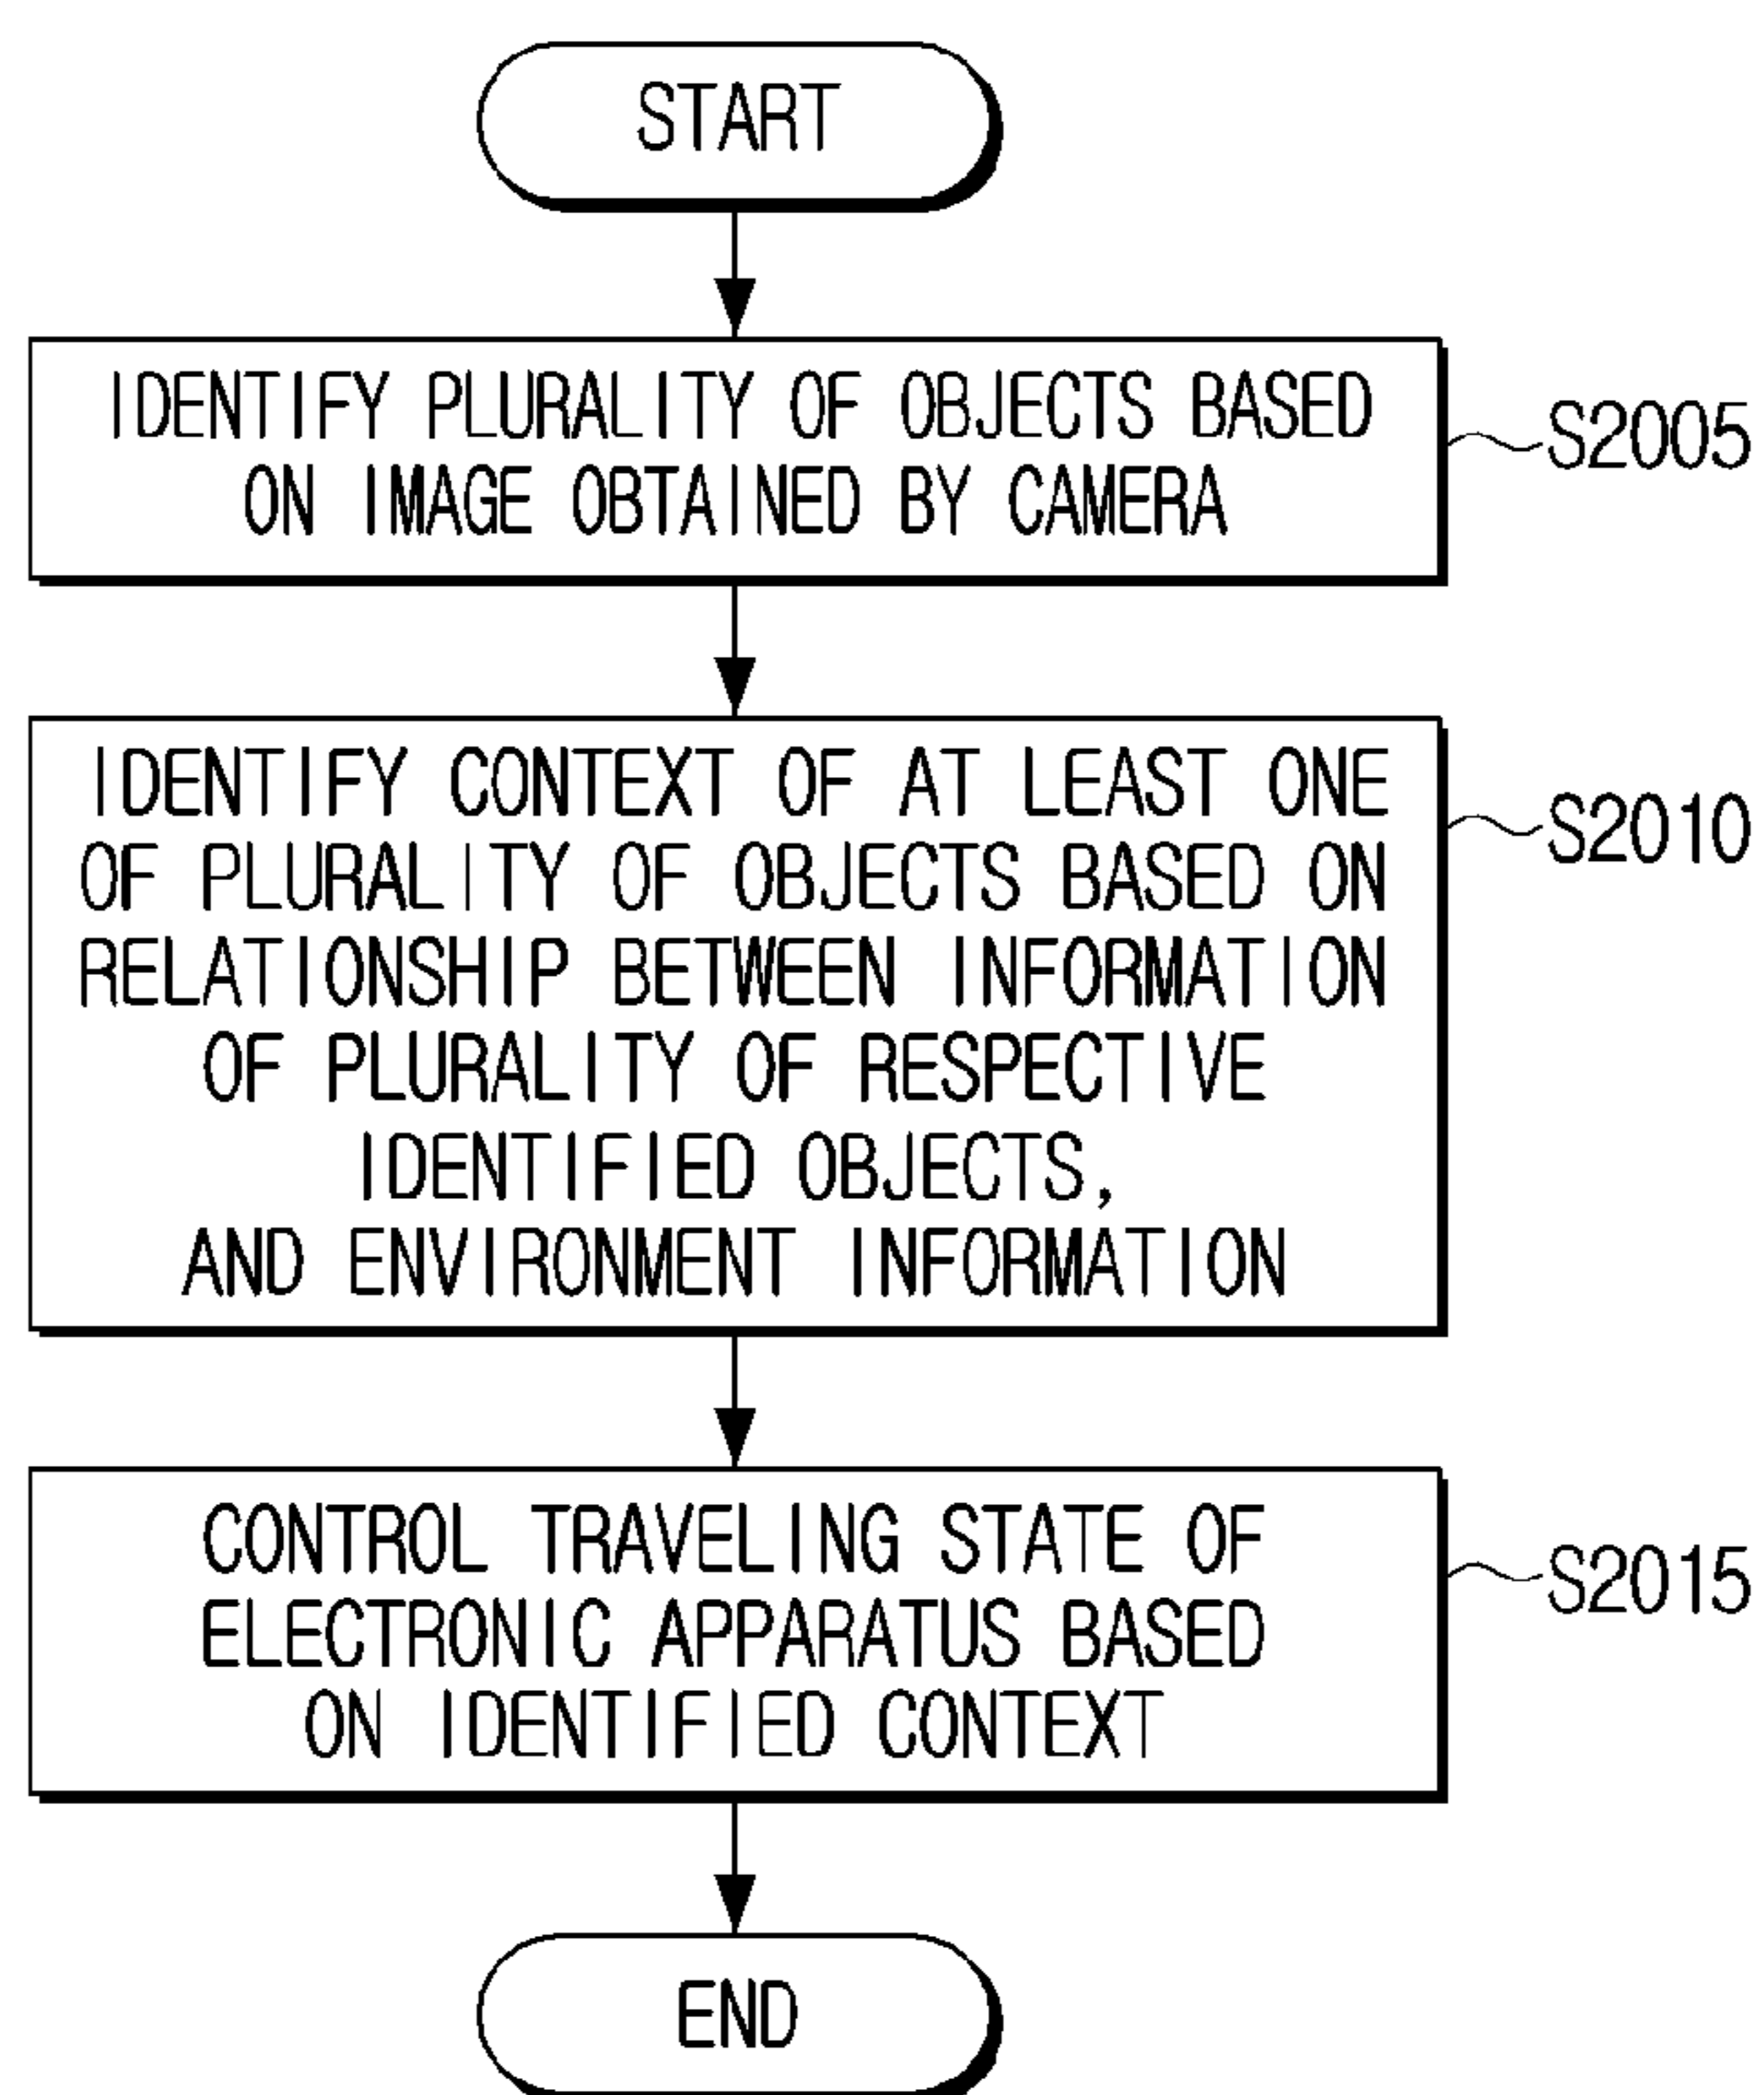 START
IDENTIFY PLURALITY OF OBJECTS BASED
ON IMAGE OBTAINED BY CAMERA
S2005
IDENTIFY CONTEXT OF AT LEAST ONE
OF PLURALITY OF OBJECTS BASED ON
RELATIONSHIP BETWEEN INFORMATION
OF PLURALITY OF RESPECTIVE
IDENTIFIED OBJECTS,
AND ENVIRONMENT INFORMATION
S2010
CONTROL TRAVELING STATE OF
ELECTRONIC APPARATUS BASED
ON IDENTIFIED CONTEXT
S2015
END